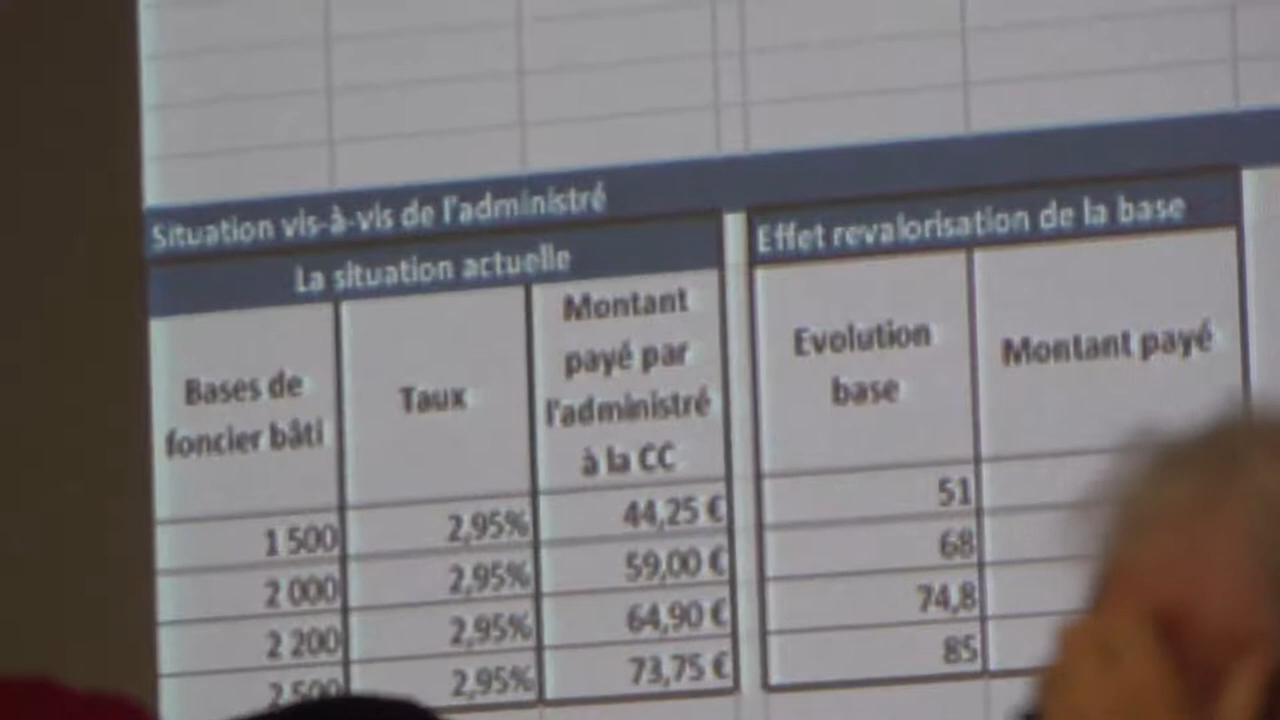 Situation vis-à-vis de l'administré
La situation actuelle
Effet revalorisation de la base
Bases de
foncier bâti
Taux
Montant
payé par
l'administré
à la CC
Evolution
base
Montant payé
1 500 2,95% 44,25 € 51
2 000 2,95% 59,00 € 68
2 200 2,95% 64,90 € 74,8
2 500 2,95% 73,75 € 85